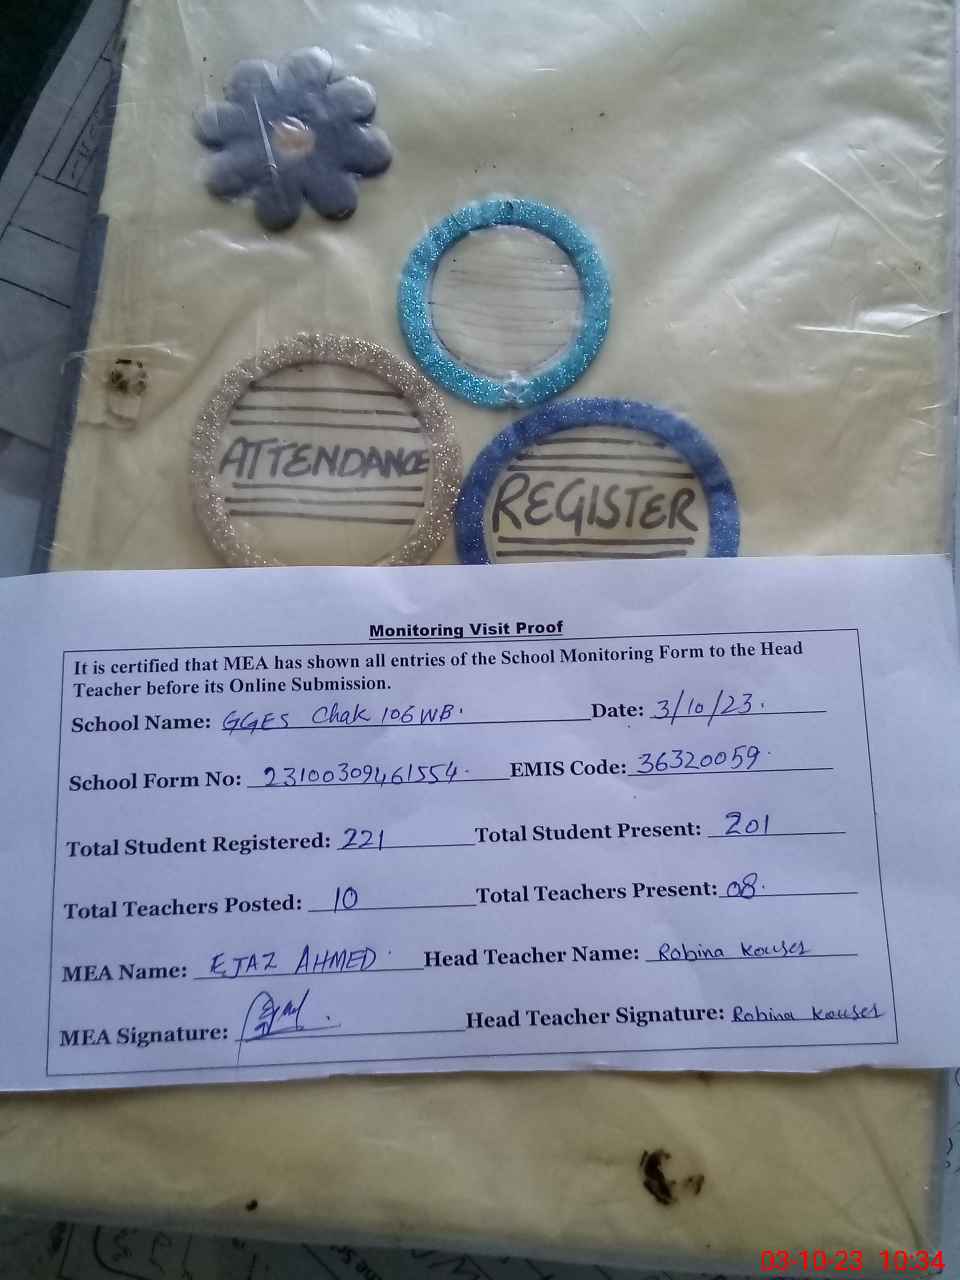 ATTENDANCE
REGISTER
Monitoring Visit Proof
It is certified that MEA has shown all entries of the School Monitoring Form to the Head
Teacher before its Online Submission.
School Name: GGES Chak 106 WB. Date: 3/10/23.
School Form No: 23100309461554. EMIS Code: 36320059.
Total Student Registered: 221 Total Student Present: 201
Total Teachers Posted: 10 Total Teachers Present: 08.
MEA Name: EJAZ AHMED. Head Teacher Name: Robina Kouser
MEA Signature: Head Teacher Signature: Robina Kouser
03-10-23 10:34